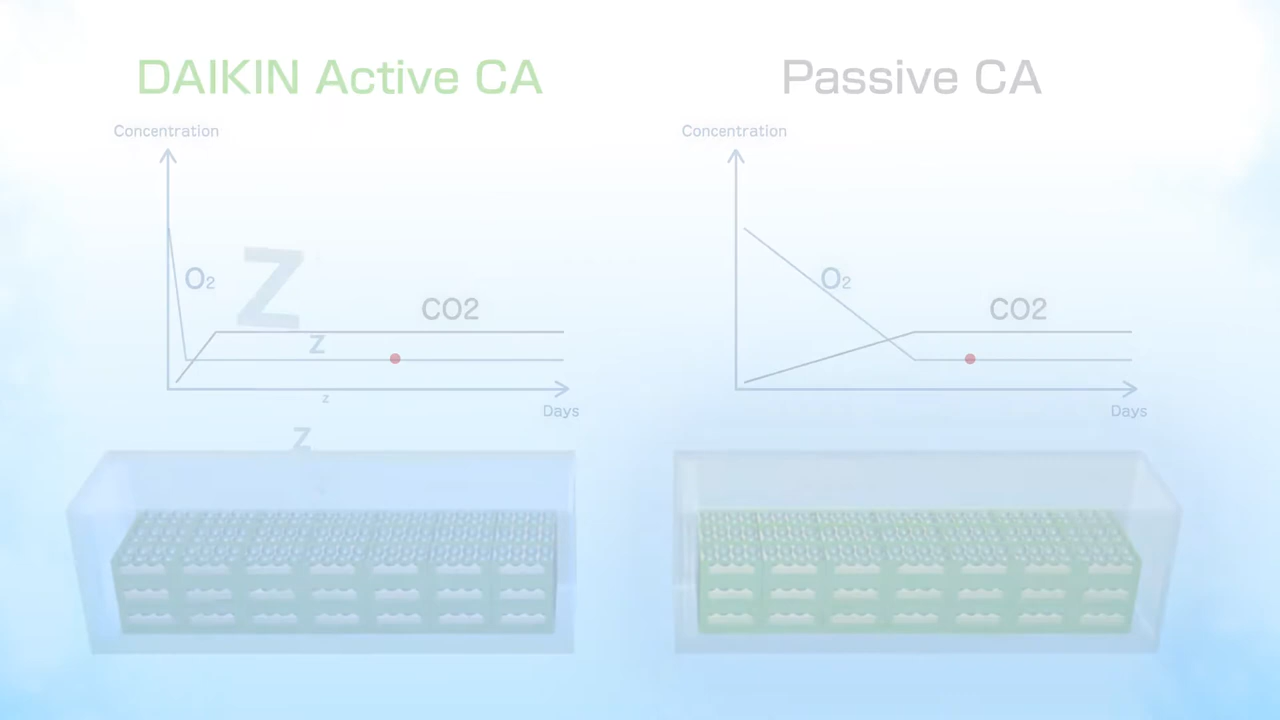 DAIKIN Active CA
Concentration
O2
Z
CO2
z
z
Days
z
Passive CA
Concentration
O2
CO2
Days